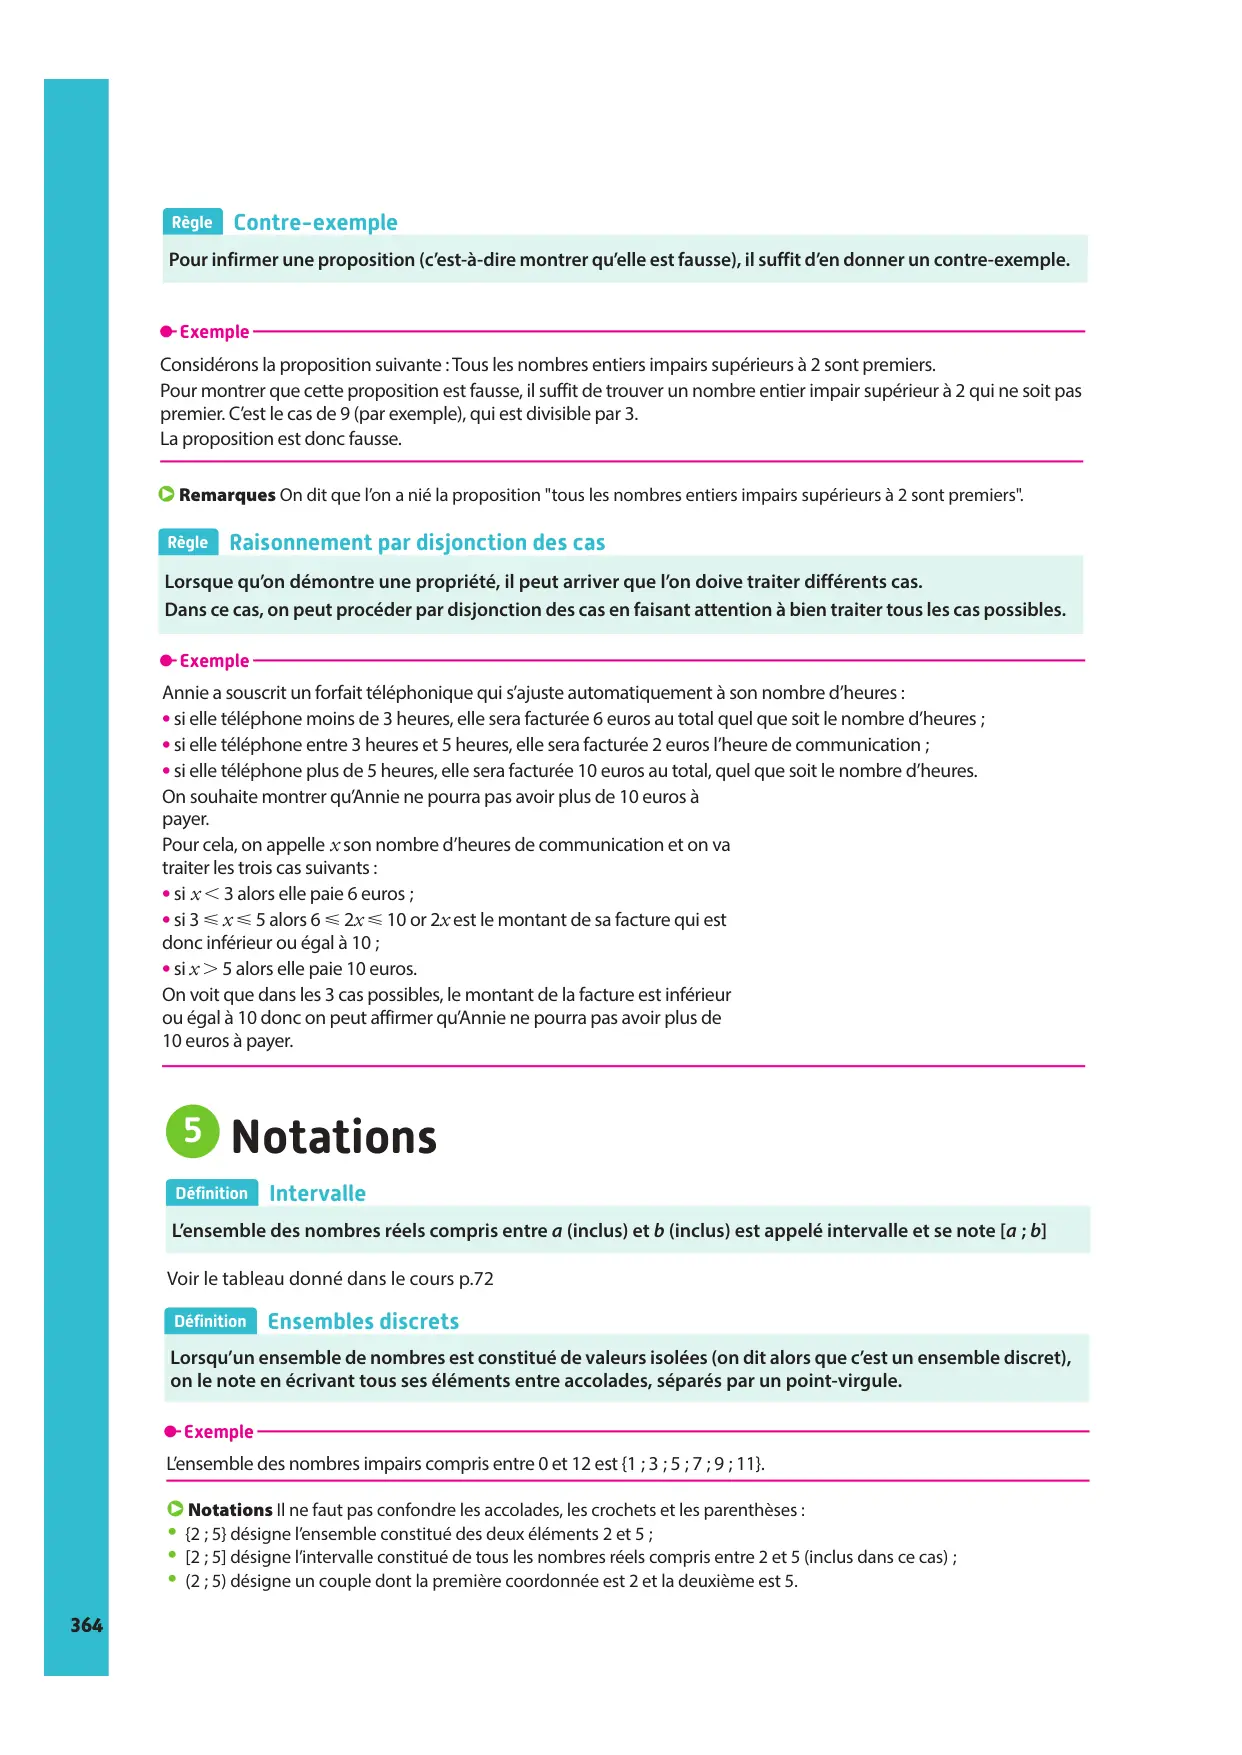 Règle Contre-exemple
Pour infirmer une proposition (c’est-à-dire montrer qu’elle est fausse), il suffit d’en donner un contre-exemple.
Exemple
Considérons la proposition suivante : Tous les nombres entiers impairs supérieurs à 2 sont premiers.
Pour montrer que cette proposition est fausse, il suffit de trouver un nombre entier impair supérieur à 2 qui ne soit pas
premier. C’est le cas de 9 (par exemple), qui est divisible par 3.
La proposition est donc fausse.
Remarques On dit que l’on a nié la proposition "tous les nombres entiers impairs supérieurs à 2 sont premiers".
Règle Raisonnement par disjonction des cas
Lorsque qu’on démontre une propriété, il peut arriver que l’on doive traiter différents cas.
Dans ce cas, on peut procéder par disjonction des cas en faisant attention à bien traiter tous les cas possibles.
Exemple
Annie a souscrit un forfait téléphonique qui s’ajuste automatiquement à son nombre d’heures :
• si elle téléphone moins de 3 heures, elle sera facturée 6 euros au total quel que soit le nombre d’heures ;
• si elle téléphone entre 3 heures et 5 heures, elle sera facturée 2 euros l’heure de communication ;
• si elle téléphone plus de 5 heures, elle sera facturée 10 euros au total, quel que soit le nombre d’heures.
On souhaite montrer qu’Annie ne pourra pas avoir plus de 10 euros à
payer.
Pour cela, on appelle x son nombre d’heures de communication et on va
traiter les trois cas suivants :
• si x < 3 alors elle paie 6 euros ;
• si 3 ⩽ x ⩽ 5 alors 6 ⩽ 2x ⩽ 10 or 2x est le montant de sa facture qui est
donc inférieur ou égal à 10 ;
• si x > 5 alors elle paie 10 euros.
On voit que dans les 3 cas possibles, le montant de la facture est inférieur
ou égal à 10 donc on peut affirmer qu’Annie ne pourra pas avoir plus de
10 euros à payer.
5 Notations
Définition Intervalle
L’ensemble des nombres réels compris entre a (inclus) et b (inclus) est appelé intervalle et se note [a ; b]
Voir le tableau donné dans le cours p.72
Définition Ensembles discrets
Lorsqu’un ensemble de nombres est constitué de valeurs isolées (on dit alors que c’est un ensemble discret),
on le note en écrivant tous ses éléments entre accolades, séparés par un point-virgule.
Exemple
L’ensemble des nombres impairs compris entre 0 et 12 est {1 ; 3 ; 5 ; 7 ; 9 ; 11}.
Notations Il ne faut pas confondre les accolades, les crochets et les parenthèses :
• {2 ; 5} désigne l’ensemble constitué des deux éléments 2 et 5 ;
• [2 ; 5] désigne l’intervalle constitué de tous les nombres réels compris entre 2 et 5 (inclus dans ce cas) ;
• (2 ; 5) désigne un couple dont la première coordonnée est 2 et la deuxième est 5.
364